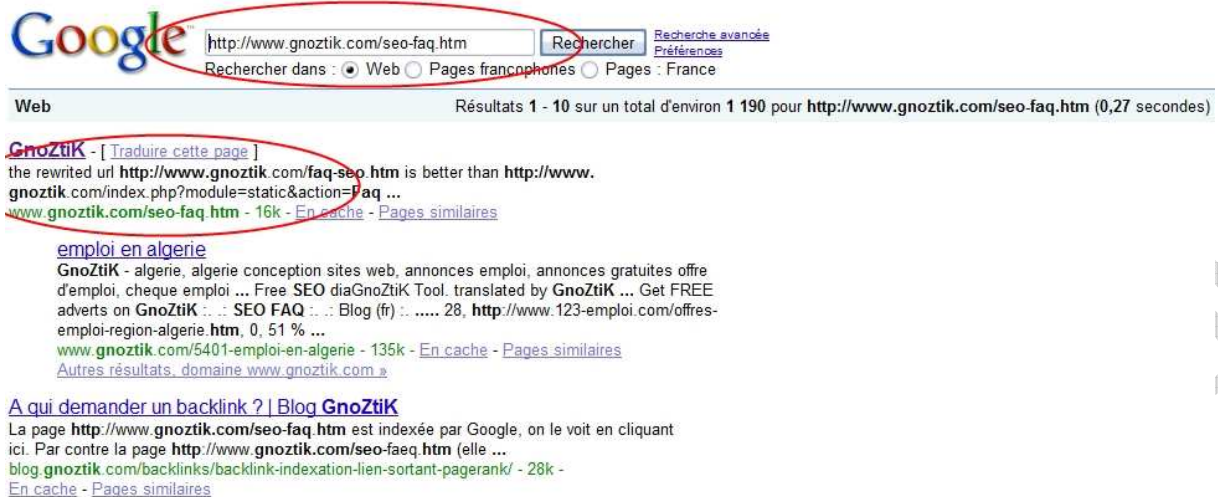 Google™
http://www.gnoztik.com/seo-faq.htm Rechercher Recherche avancée
Préférences
Rechercher dans : Web Pages francophones Pages : France
Web Résultats 1 - 10 sur un total d'environ 1 190 pour http://www.gnoztik.com/seo-faq.htm (0,27 secondes)
GnoZtiK - [ Traduire cette page ]
the rewrited url http://www.gnoztik.com/faq-seo.htm is better than http://www.
gnoztik.com/index.php?module=static&action=Faq ...
www.gnoztik.com/seo-faq.htm - 16k - En cache - Pages similaires
emploi en algerie
GnoZtiK - algerie, algerie conception sites web, annonces emploi, annonces gratuites offre
d'emploi, cheque emploi ... Free SEO diaGnoZtiK Tool. translated by GnoZtiK ... Get FREE
adverts on GnoZtiK :. .: SEO FAQ :. .: Blog (fr) :. ..... 28, http://www.123-emploi.com/offres-
emploi-region-algerie.htm, 0, 51 % ...
www.gnoztik.com/5401-emploi-en-algerie - 135k - En cache - Pages similaires
Autres résultats, domaine www.gnoztik.com »
A qui demander un backlink ? | Blog GnoZtiK
La page http://www.gnoztik.com/seo-faq.htm est indexée par Google, on le voit en cliquant
ici. Par contre la page http://www.gnoztik.com/seo-faeq.htm (elle ...
blog.gnoztik.com/backlinks/backlink-indexation-lien-sortant-pagerank/ - 28k -
En cache - Pages similaires